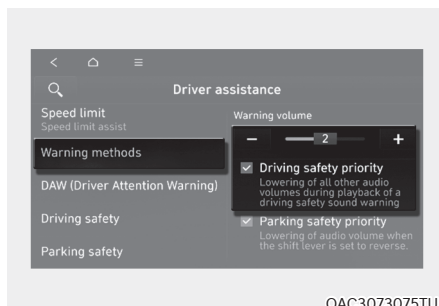 Driver assistance
Speed limit
Speed limit assist
Warning methods
DAW (Driver Attention Warning)
Driving safety
Parking safety
Warning volume
− 2 +
Driving safety priority
Lowering of all other audio
volumes during playback of a
driving safety sound warning
Parking safety priority
Lowering of audio volume when
the shift lever is set to reverse.
OAC3073075TU